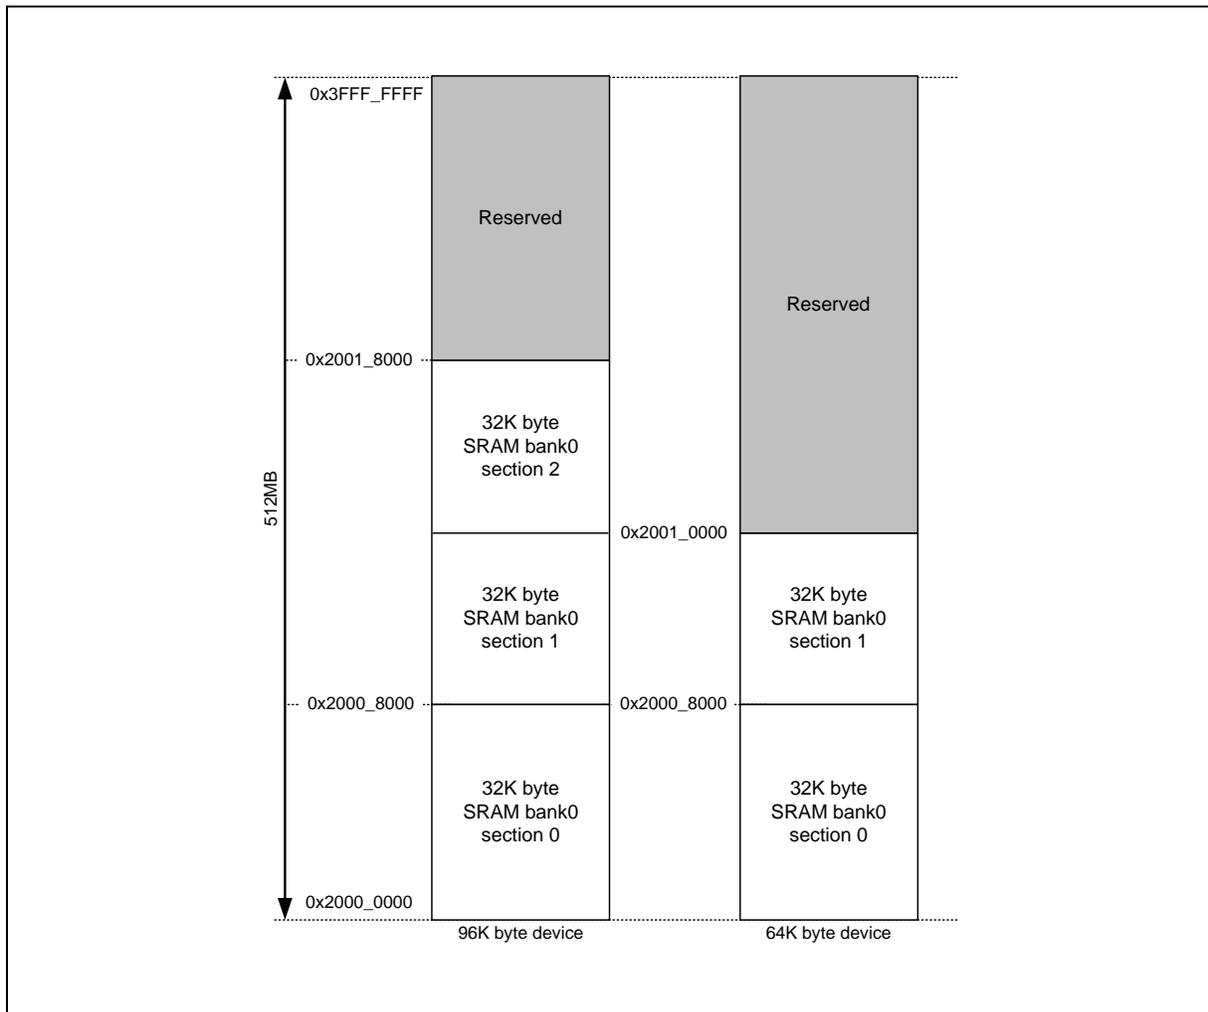 0x3FFF_FFFF
Reserved
Reserved
0x2001_8000
32K byte
SRAM bank0
section 2
512MB
0x2001_0000
32K byte
SRAM bank0
section 1
32K byte
SRAM bank0
section 1
0x2000_8000
0x2000_8000
32K byte
SRAM bank0
section 0
32K byte
SRAM bank0
section 0
0x2000_0000
96K byte device
64K byte device